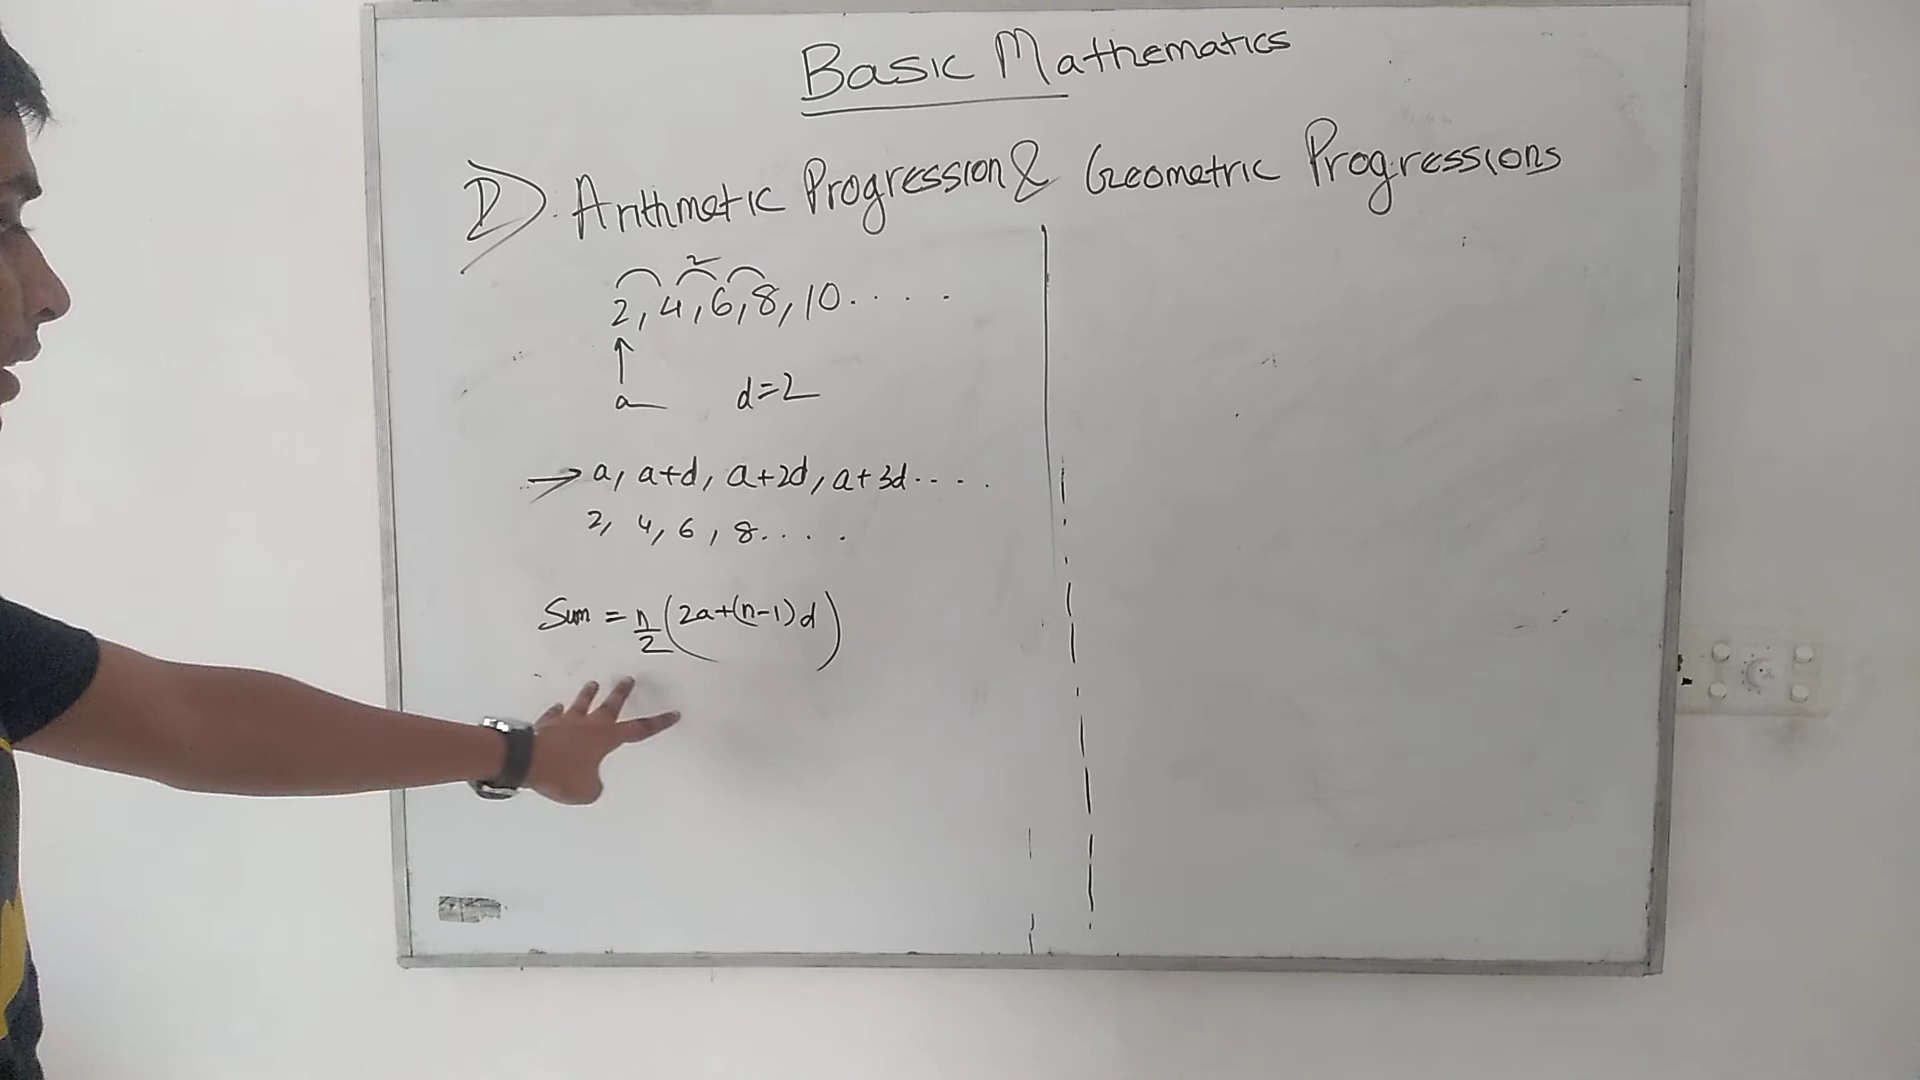 Basic Mathematics
D). Arithmetic Progression & Geometric Progressions
2
2, 4, 6, 8, 10.....
a d=2
→ a, a+d, a+2d, a+3d....
2, 4, 6, 8....
Sum = n/2 (2a+(n-1)d)